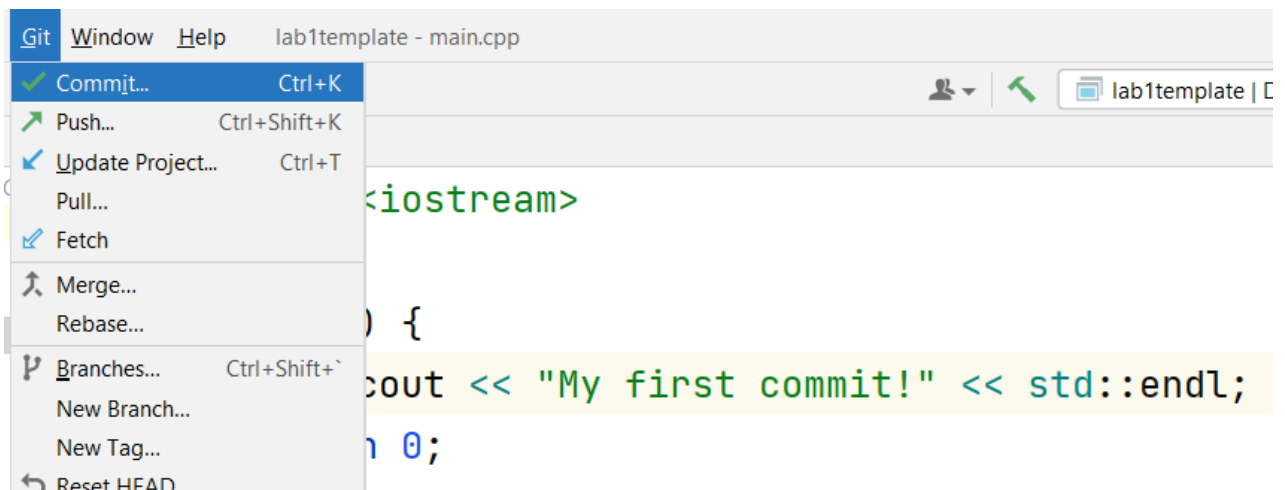 Git Window Help lab1template - main.cpp
Commit... Ctrl+K
lab1template |
Push... Ctrl+Shift+K
Update Project... Ctrl+T
Pull...
<iostream>
Fetch
Merge...
Rebase...
) {
Branches... Ctrl+Shift+`
cout << "My first commit!" << std::endl;
New Branch...
New Tag...
0;
Reset HEAD